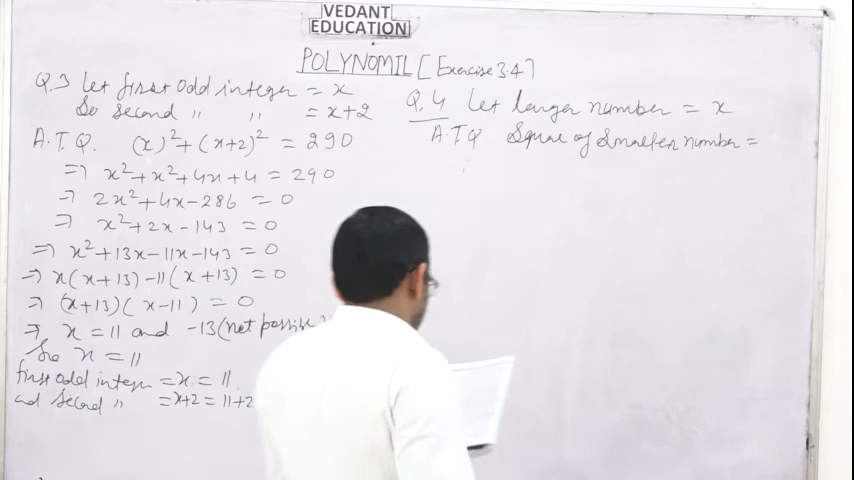 VEDANT
EDUCATION
POLYNOMIL [Exercise 3.4]
Q.3 Let first odd integer = x
So second " " = x+2
A.T.Q. (x)²+(x+2)² = 290
⇒ x²+x²+4x+4 = 290
⇒ 2x²+4x-286 = 0
⇒ x²+2x-143 = 0
⇒ x²+13x-11x-143 = 0
⇒ x(x+13)-11(x+13) = 0
⇒ (x+13)(x-11) = 0
⇒ x = 11 and -13 (not
So x = 11
first odd integer = x = 11
and second " = x+2 = 11+2
Q.4 Let larger number = x
A.T.Q Square of smaller number =